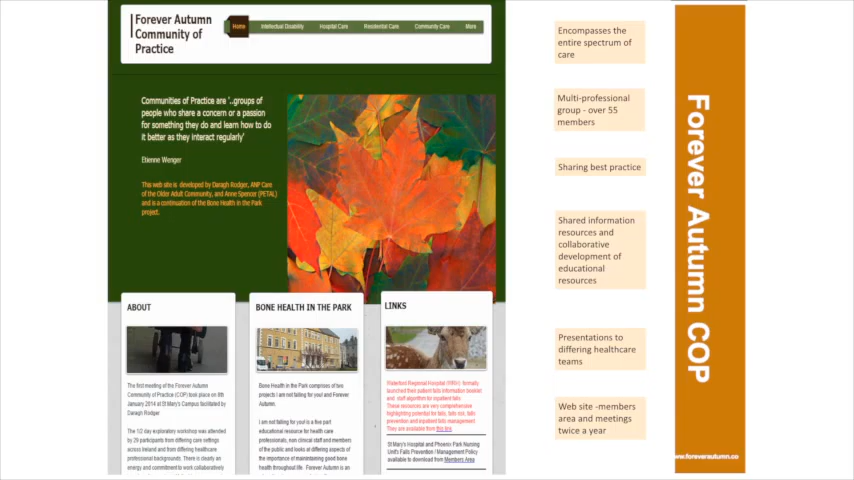 Forever Autumn
Community of
Practice
Home
Intellectual Disability
Hospital Care
Residential Care
Community Care
More
Communities of Practice are '..groups of
people who share a concern or a passion
for something they do and learn how to do
it better as they interact regularly'
Etienne Wenger
This web site is developed by Daragh Rodger, ANP Care
of the Older Adult Community, and Anne Spencer (PETAL)
and is a continuation of the Bone Health in the Park
project.
ABOUT
The first meeting of the Forever Autumn
Community of Practice (COP) took place on 8th
January 2014 at St Mary's Campus facilitated by
Daragh Rodger
The 1/2 day exploratory workshop was attended
by 29 participants from differing care settings
across Ireland and from differing healthcare
professional backgrounds. There is clearly an
energy and commitment to work collaboratively
BONE HEALTH IN THE PARK
Bone Health in the Park comprises of two
projects I am not falling for you! and Forever
Autumn.
I am not falling for you! is a five part
educational resource for health care
professionals, non clinical staff and members
of the public and looks at differing aspects of
the importance of maintaining good bone
health throughout life. Forever Autumn is an
LINKS
Waterford Regional Hospital (WRH) formally
launched their patient falls information booklet
and staff algorithm for inpatient falls
These resources are very comprehensive
highlighting potential for falls, falls risk, falls
prevention and inpatient falls management.
They are available from this link
St Mary's Hospital and Phoenix Park Nursing
Unit's Falls Prevention / Management Policy
available to download from Members Area
Encompasses the
entire spectrum of
care
Multi-professional
group - over 55
members
Sharing best practice
Shared information
resources and
collaborative
development of
educational
resources
Presentations to
differing healthcare
teams
Web site -members
area and meetings
twice a year
Forever Autumn COP
www.foreverautumn.co